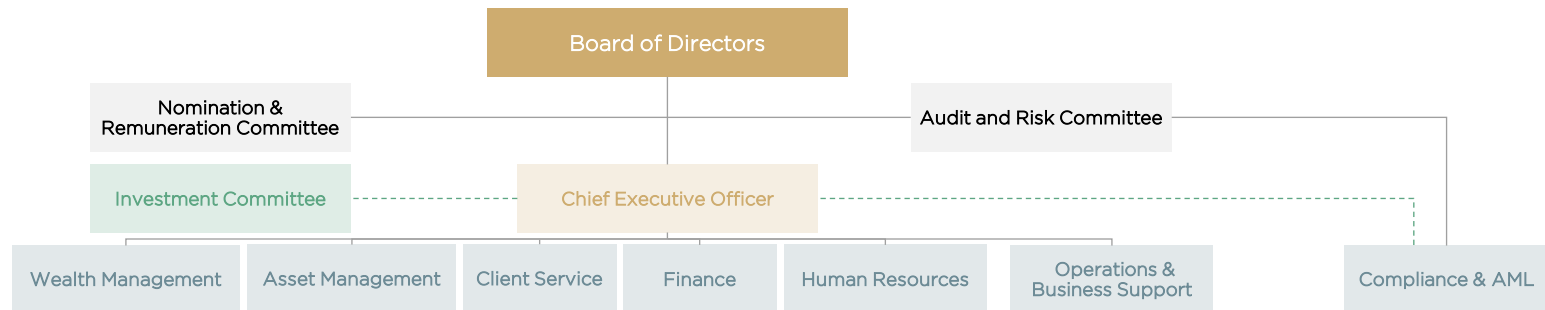 Board of Directors
Nomination &
Remuneration Committee
Audit and Risk Committee
Investment Committee
Chief Executive Officer
Wealth Management
Asset Management
Client Service
Finance
Human Resources
Operations &
Business Support
Compliance & AML